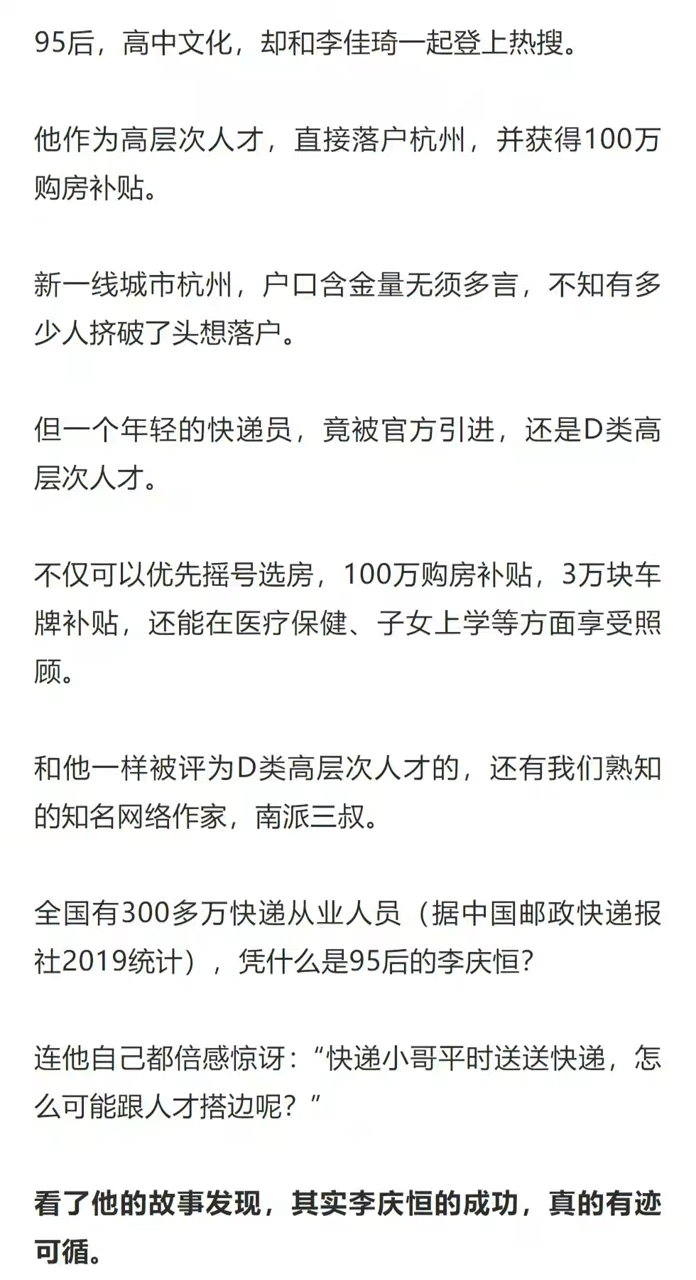 95后，高中文化，却和李佳琦一起登上热搜。
他作为高层次人才，直接落户杭州，并获得100万
购房补贴。
新一线城市杭州，户口含金量无须多言，不知有多
少人挤破了头想落户。
但一个年轻的快递员，竟被官方引进，还是D类高
层次人才。
不仅可以优先摇号选房，100万购房补贴，3万块车
牌补贴，还能在医疗保健、子女上学等方面享受照
顾。
和他一样被评为D类高层次人才的，还有我们熟知
的知名网络作家，南派三叔。
全国有300多万快递从业人员（据中国邮政快递报
社2019统计），凭什么是95后的李庆恒？
连他自己都倍感惊讶：“快递小哥平时送送快递，怎
么可能跟人才搭边呢？”
看了他的故事发现，其实李庆恒的成功，真的有迹
可循。